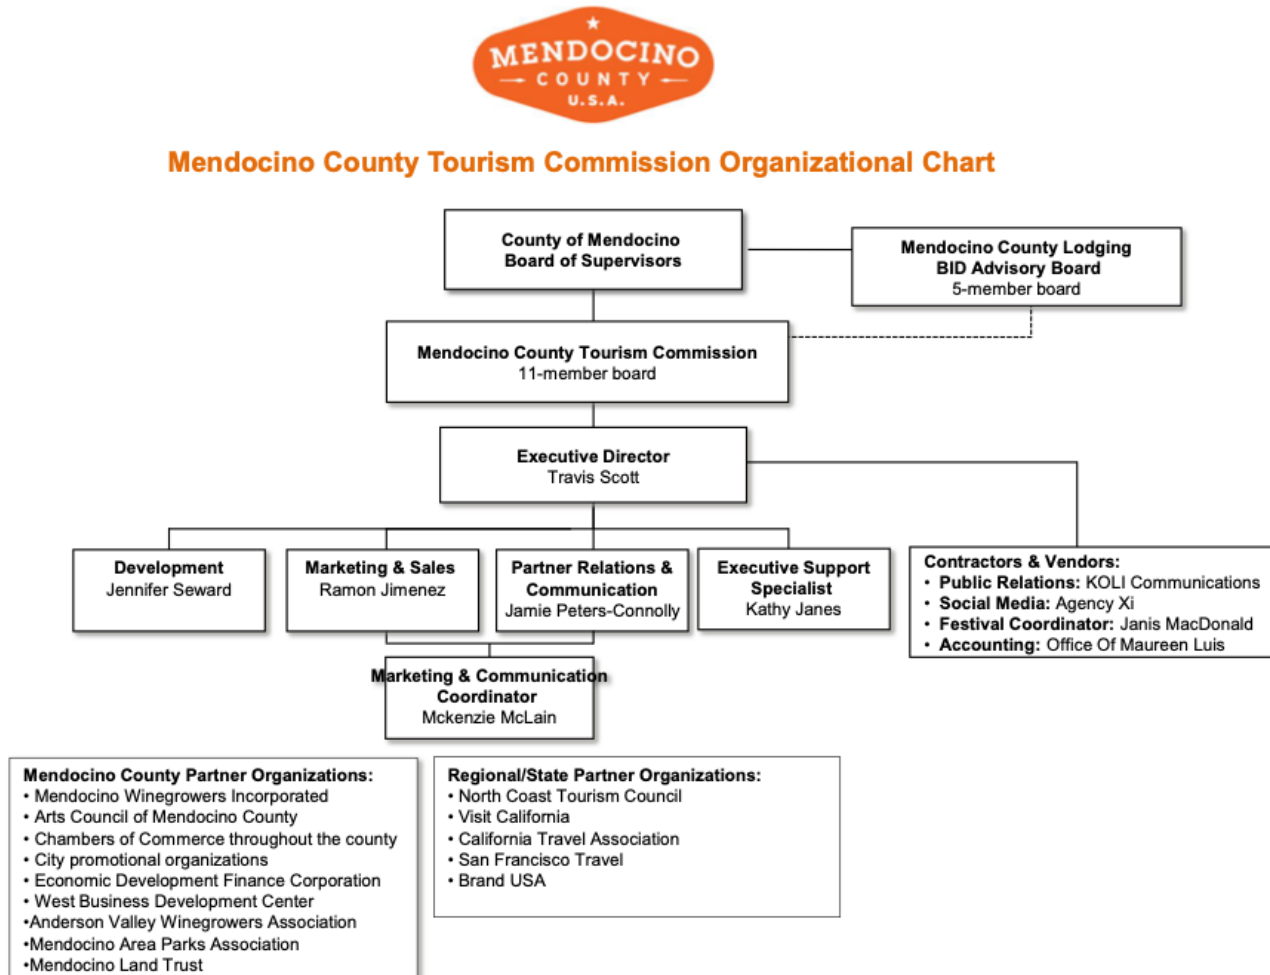 MENDOCINO
COUNTY
U.S.A.
Mendocino County Tourism Commission Organizational Chart
County of Mendocino
Board of Supervisors
Mendocino County Lodging
BID Advisory Board
5-member board
Mendocino County Tourism Commission
11-member board
Executive Director
Travis Scott
Development
Jennifer Seward
Marketing & Sales
Ramon Jimenez
Partner Relations &
Communication
Jamie Peters-Connolly
Executive Support
Specialist
Kathy Janes
Contractors & Vendors:
• Public Relations: KOLI Communications
• Social Media: Agency Xi
• Festival Coordinator: Janis MacDonald
• Accounting: Office Of Maureen Luis
Marketing & Communication
Coordinator
Mckenzie McLain
Mendocino County Partner Organizations:
• Mendocino Winegrowers Incorporated
• Arts Council of Mendocino County
• Chambers of Commerce throughout the county
• City promotional organizations
• Economic Development Finance Corporation
• West Business Development Center
•Anderson Valley Winegrowers Association
•Mendocino Area Parks Association
•Mendocino Land Trust
Regional/State Partner Organizations:
• North Coast Tourism Council
• Visit California
• California Travel Association
• San Francisco Travel
• Brand USA